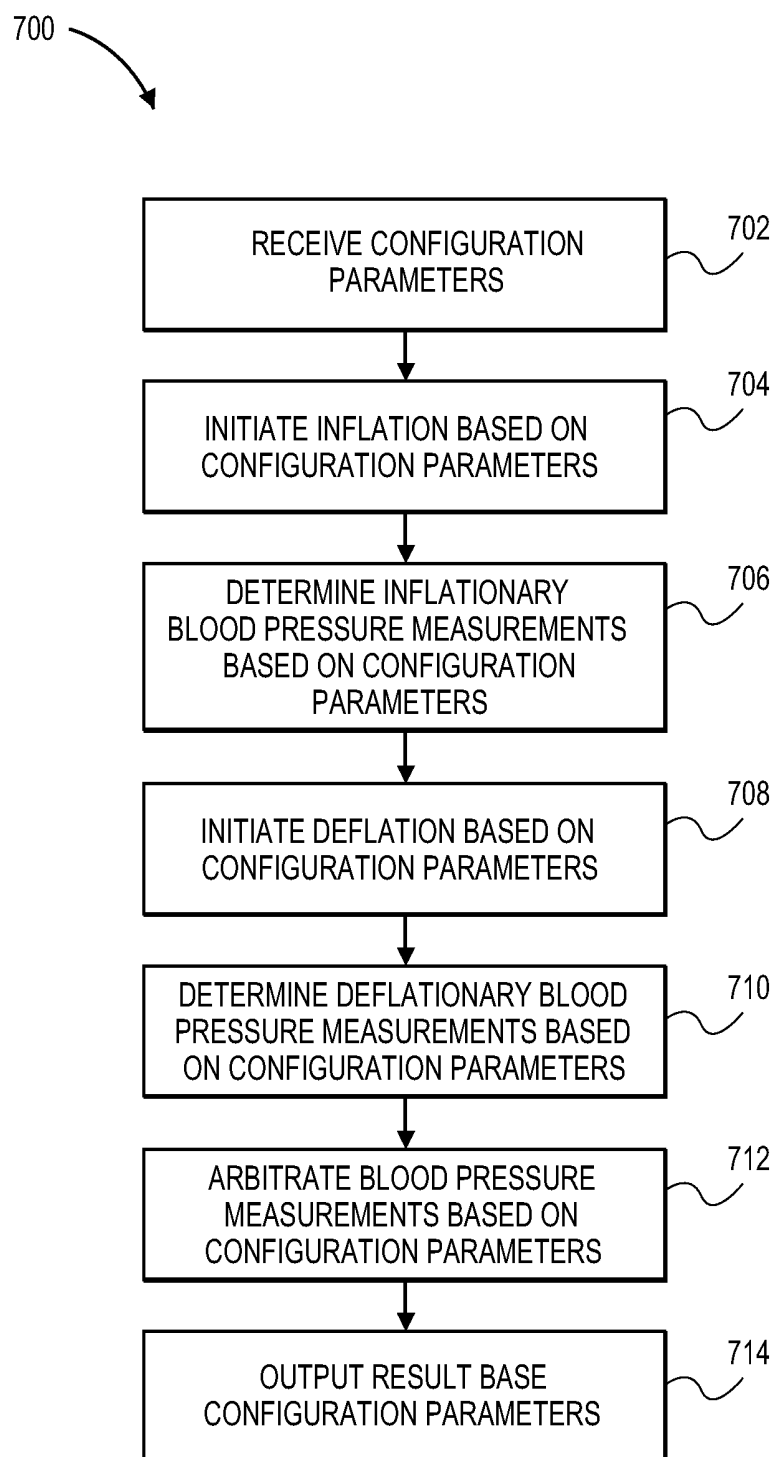 700
RECEIVE CONFIGURATION
PARAMETERS
702
INITIATE INFLATION BASED ON
CONFIGURATION PARAMETERS
704
DETERMINE INFLATIONARY
BLOOD PRESSURE MEASUREMENTS
BASED ON CONFIGURATION
PARAMETERS
706
INITIATE DEFLATION BASED ON
CONFIGURATION PARAMETERS
708
DETERMINE DEFLATIONARY BLOOD
PRESSURE MEASUREMENTS BASED
ON CONFIGURATION PARAMETERS
710
ARBITRATE BLOOD PRESSURE
MEASUREMENTS BASED ON
CONFIGURATION PARAMETERS
712
OUTPUT RESULT BASE
CONFIGURATION PARAMETERS
714